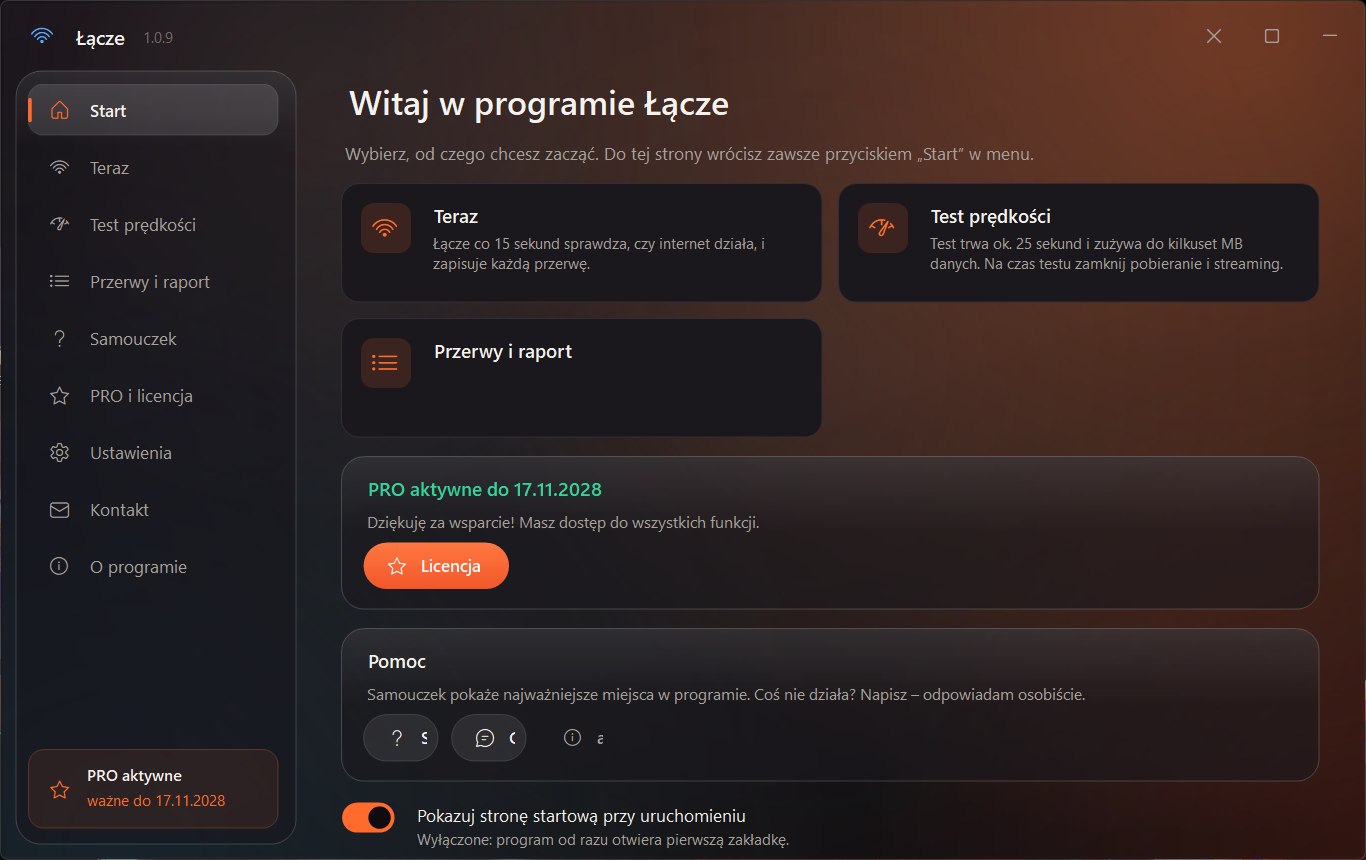 Łącze 1.0.9
Start
Teraz
Test prędkości
Przerwy i raport
Samouczek
PRO i licencja
Ustawienia
Kontakt
O programie
PRO aktywne
ważne do 17.11.2028
Witaj w programie Łącze
Wybierz, od czego chcesz zacząć. Do tej strony wrócisz zawsze przyciskiem „Start” w menu.
Teraz
Łącze co 15 sekund sprawdza, czy internet działa, i
zapisuje każdą przerwę.
Test prędkości
Test trwa ok. 25 sekund i zużywa do kilkuset MB
danych. Na czas testu zamknij pobieranie i streaming.
Przerwy i raport
PRO aktywne do 17.11.2028
Dziękuję za wsparcie! Masz dostęp do wszystkich funkcji.
Licencja
Pomoc
Samouczek pokaże najważniejsze miejsca w programie. Coś nie działa? Napisz – odpowiadam osobiście.
Pokazuj stronę startową przy uruchomieniu
Wyłączone: program od razu otwiera pierwszą zakładkę.